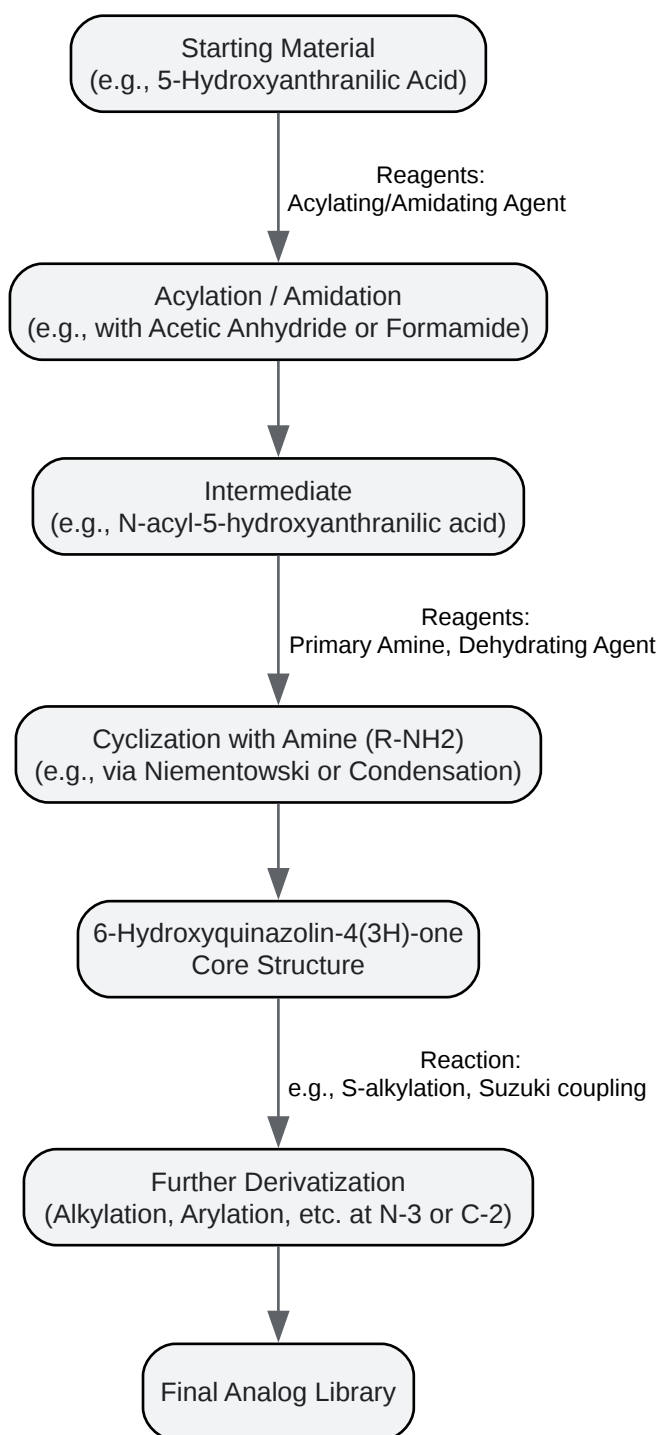 Starting Material
(e.g., 5-Hydroxyanthranilic Acid)
Reagents:
Acylating/Amidating Agent
Acylation / Amidation
(e.g., with Acetic Anhydride or Formamide)
Intermediate
(e.g., N-acyl-5-hydroxyanthranilic acid)
Reagents:
Primary Amine, Dehydrating Agent
Cyclization with Amine (R-NH2)
(e.g., via Niementowski or Condensation)
6-Hydroxyquinazolin-4(3H)-one
Core Structure
Reaction:
e.g., S-alkylation, Suzuki coupling
Further Derivatization
(Alkylation, Arylation, etc. at N-3 or C-2)
Final Analog Library